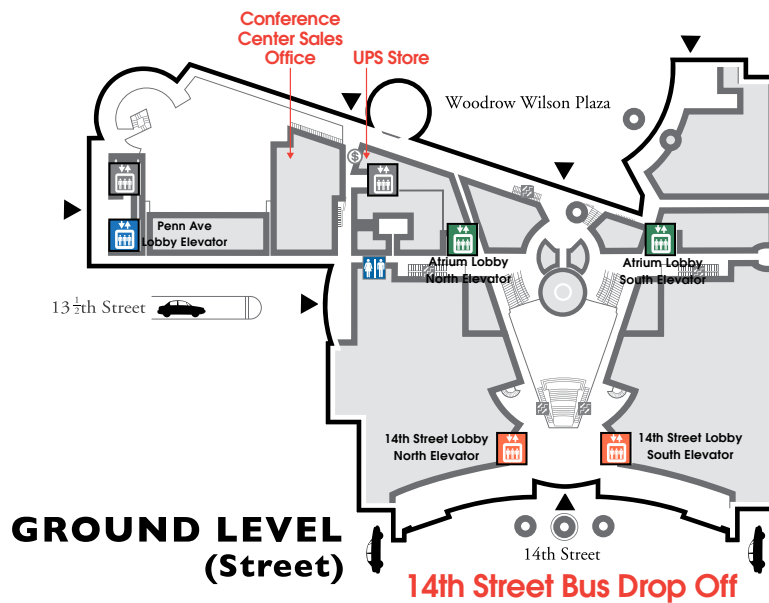 Conference
Center Sales
Office
UPS Store
Woodrow Wilson Plaza
$
Penn Ave
Lobby Elevator
Atrium Lobby
North Elevator
Atrium Lobby
South Elevator
13 1/2th Street
14th Street Lobby
North Elevator
14th Street Lobby
South Elevator
GROUND LEVEL
(Street)
14th Street
14th Street Bus Drop Off